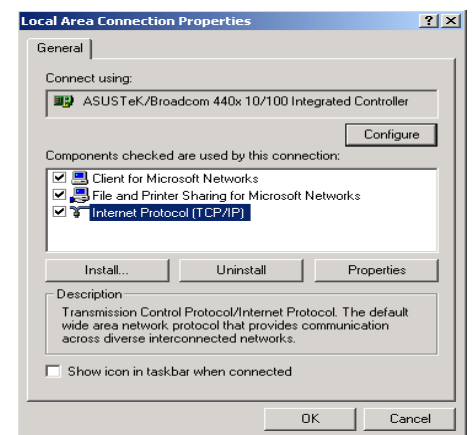 Local Area Connection Properties
General
Connect using:
ASUSTeK/Broadcom 440x 10/100 Integrated Controller
Configure
Components checked are used by this connection:
Client for Microsoft Networks
File and Printer Sharing for Microsoft Networks
Internet Protocol (TCP/IP)
Install... Uninstall Properties
Description
Transmission Control Protocol/Internet Protocol. The default
wide area network protocol that provides communication
across diverse interconnected networks.
Show icon in taskbar when connected
OK Cancel